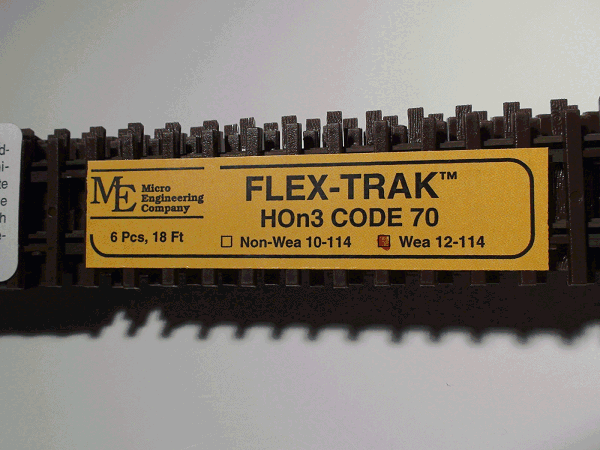 ME Micro
Engineering
Company
FLEX-TRAK™
HOn3 CODE 70
6 Pcs, 18 Ft
Non-Wea 10-114 Wea 12-114